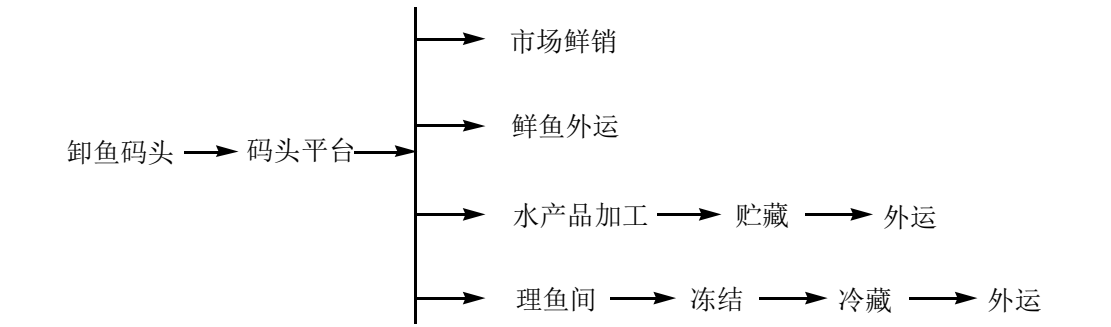 市场鲜销
鲜鱼外运
卸鱼码头 码头平台
水产品加工 贮藏 外运
理鱼间 冻结 冷藏 外运